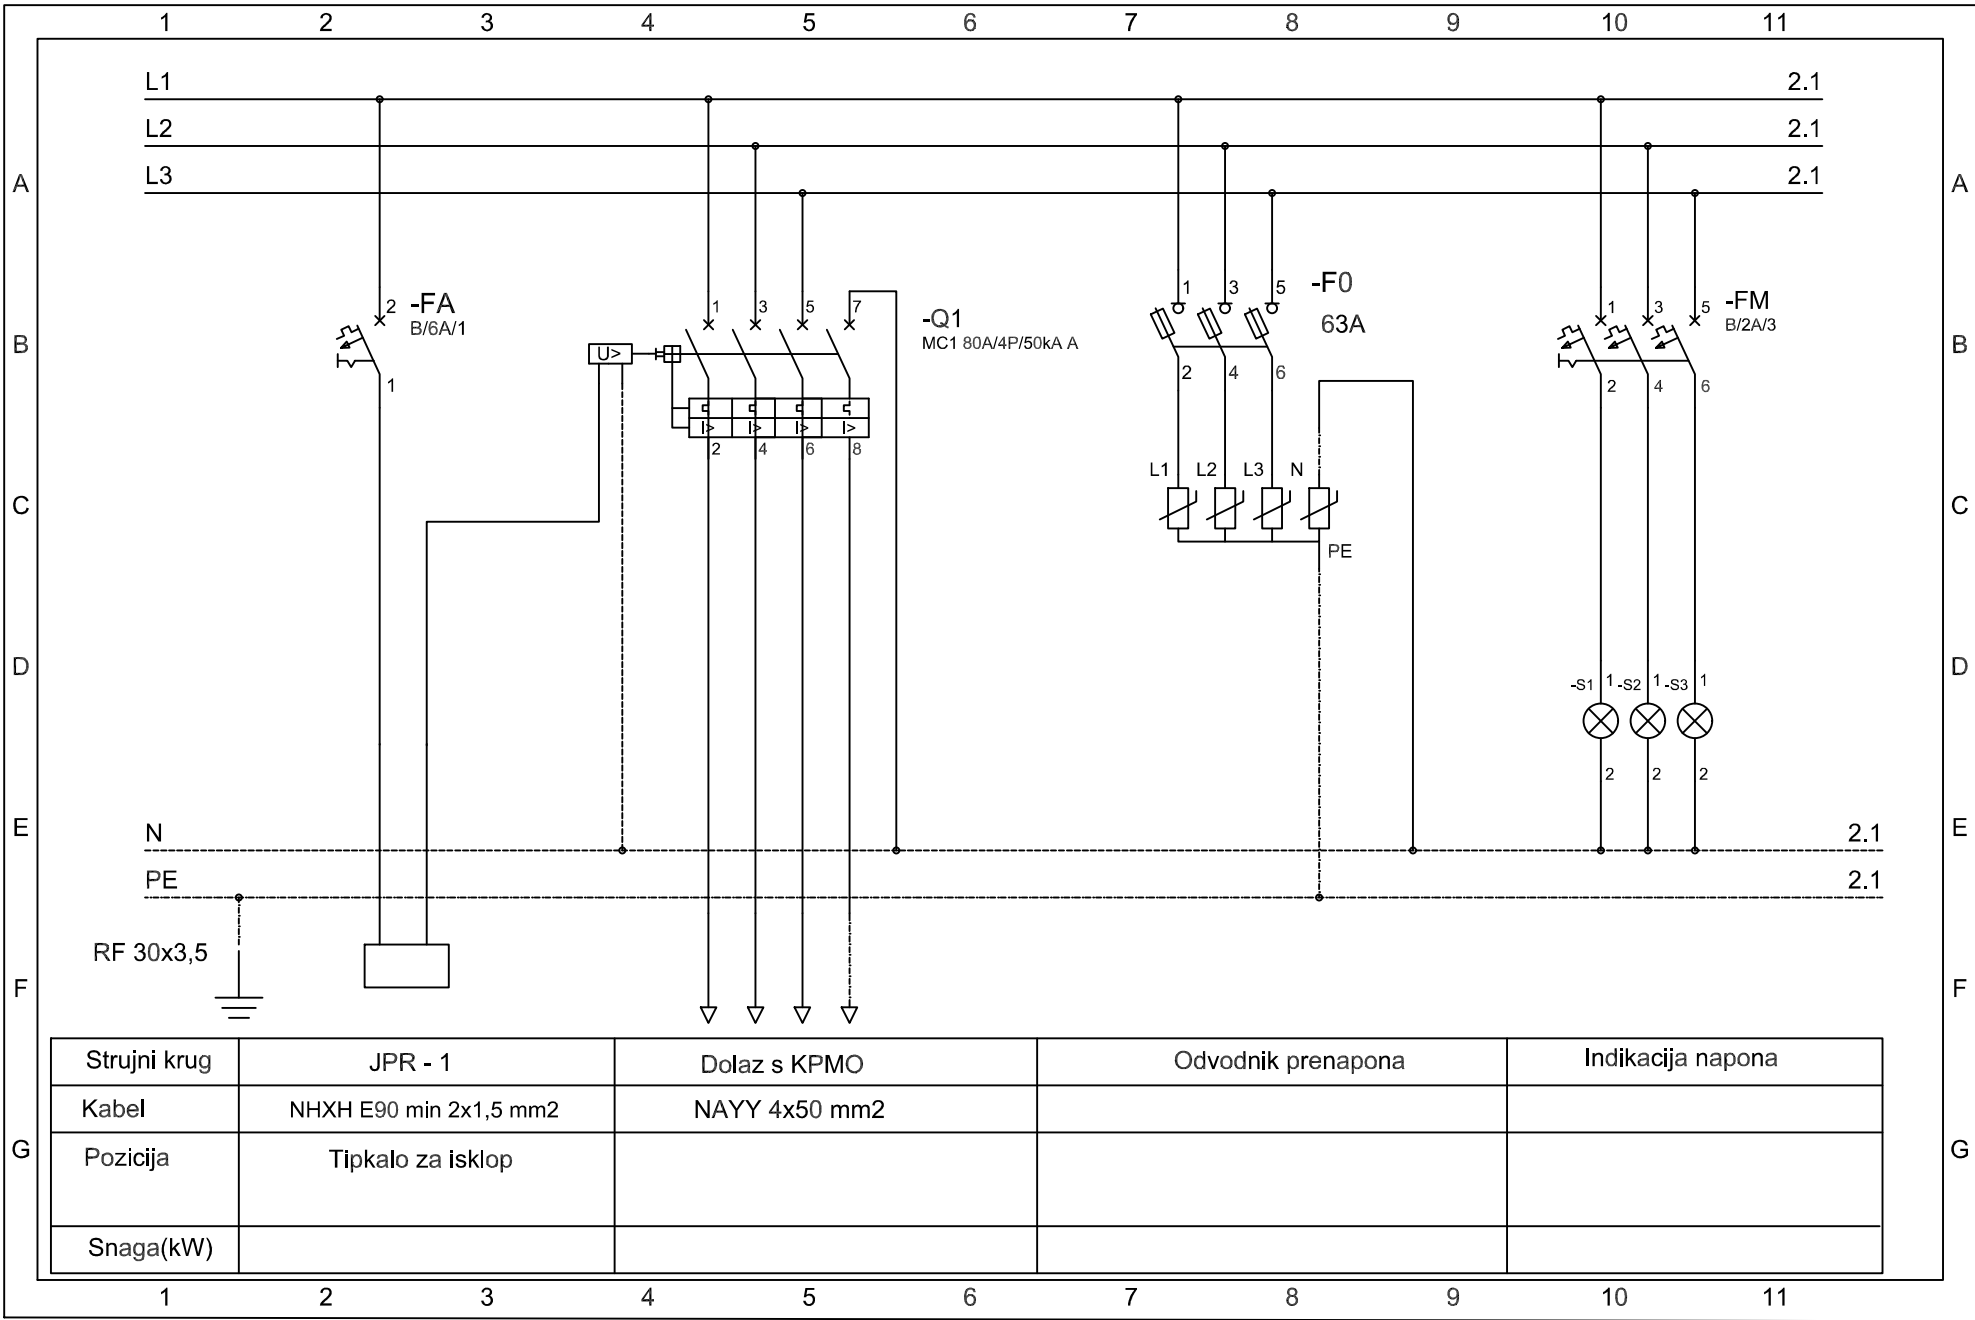 1 2 3 4 5 6 7 8 9 10 11
L1 2.1
L2 2.1
L3 2.1
A A
2 -FA
B/6A/1
1
B B
U>
1 3 5 7
-Q1
MC1 80A/4P/50kA A
I> I> I> I>
2 4 6 8
1 3 5
-F0
63A
2 4 6
1 3 5 -FM
B/2A/3
2 4 6
L1 L2 L3 N
C C
PE
D D
-S1 1 -S2 1 -S3 1
2 2 2
E E
N 2.1
PE 2.1
RF 30x3,5
F F
Strujni krug JPR - 1 Dolaz s KPMO Odvodnik prenapona Indikacija napona
Kabel NHXH E90 min 2x1,5 mm2 NAYY 4x50 mm2
G G
Pozicija Tipkalo za isklop
Snaga(kW)
1 2 3 4 5 6 7 8 9 10 11